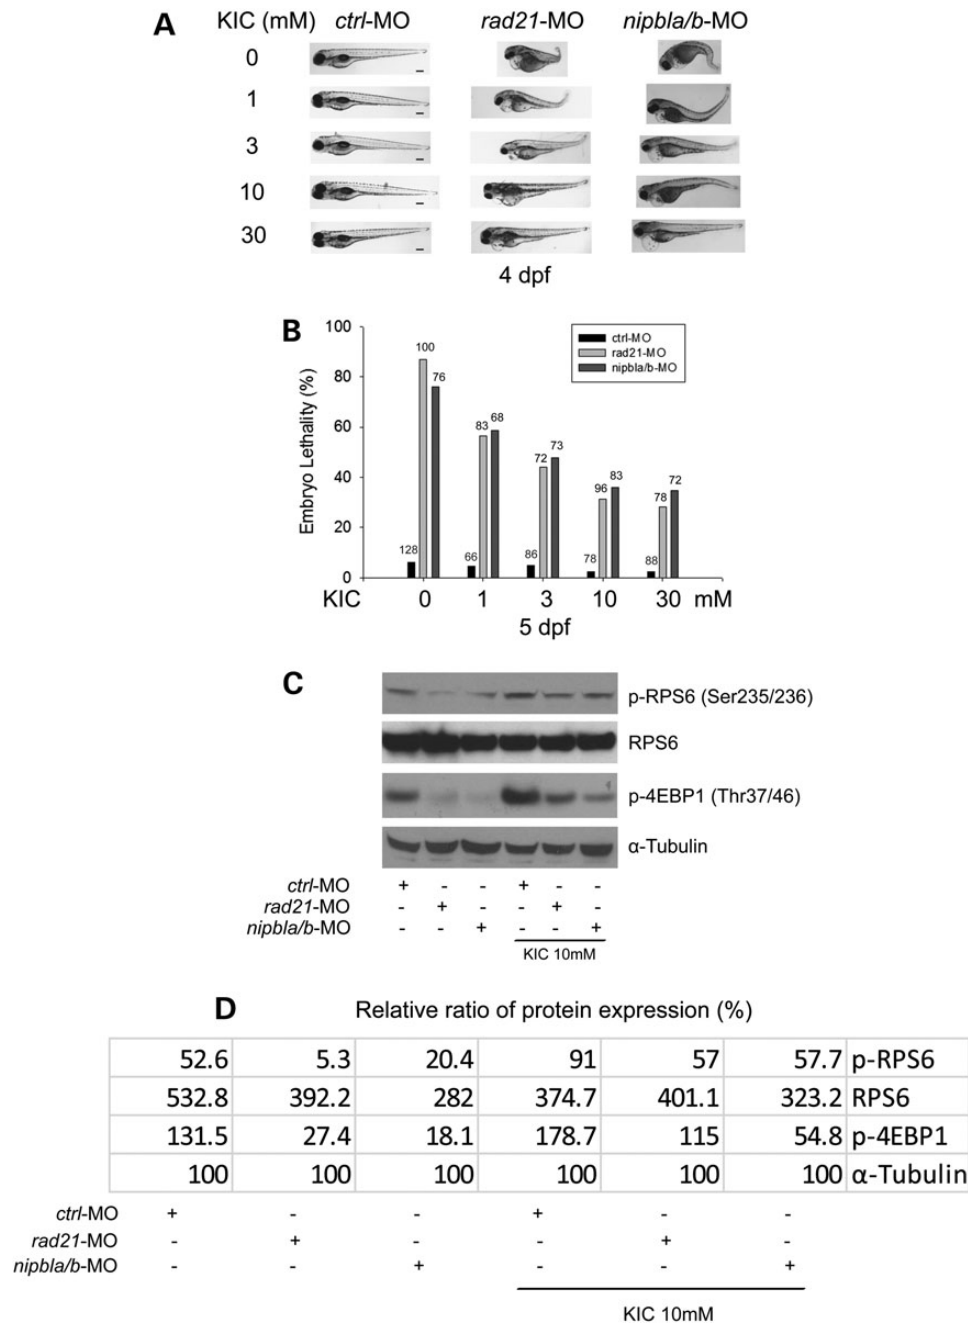 A KIC (mM) ctrl-MO rad21-MO nipbla/b-MO
0
1
3
10
30
4 dpf
B
Embryo Lethality (%)
100
80
60
40
20
0
ctrl-MO
rad21-MO
nipbla/b-MO
128 100 76
66 83 68
86 72 73
78 96 83
88 78 72
KIC 0 1 3 10 30 mM
5 dpf
C
p-RPS6 (Ser235/236)
RPS6
p-4EBP1 (Thr37/46)
α-Tubulin
ctrl-MO + - - + - -
rad21-MO - + - - + -
nipbla/b-MO - - + - - +
KIC 10mM
D Relative ratio of protein expression (%)
52.6 5.3 20.4 91 57 57.7 p-RPS6
532.8 392.2 282 374.7 401.1 323.2 RPS6
131.5 27.4 18.1 178.7 115 54.8 p-4EBP1
100 100 100 100 100 100 α-Tubulin
ctrl-MO + - - + - -
rad21-MO - + - - + -
nipbla/b-MO - - + - - +
KIC 10mM